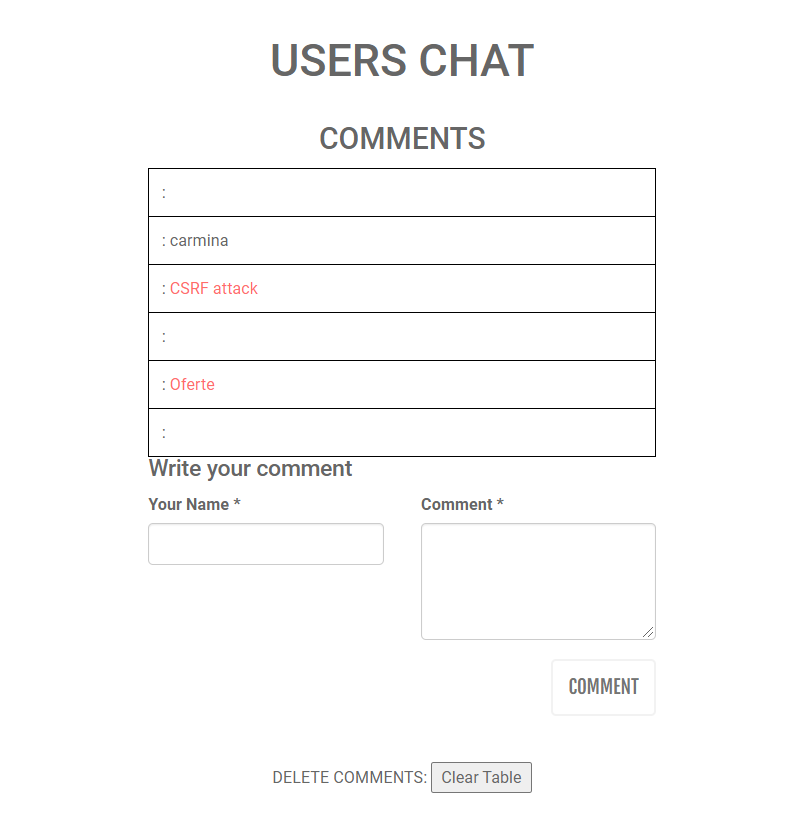 USERS CHAT
COMMENTS
:
: carmina
: CSRF attack
:
: Oferte
:
Write your comment
Your Name *
Comment *
COMMENT
DELETE COMMENTS: Clear Table